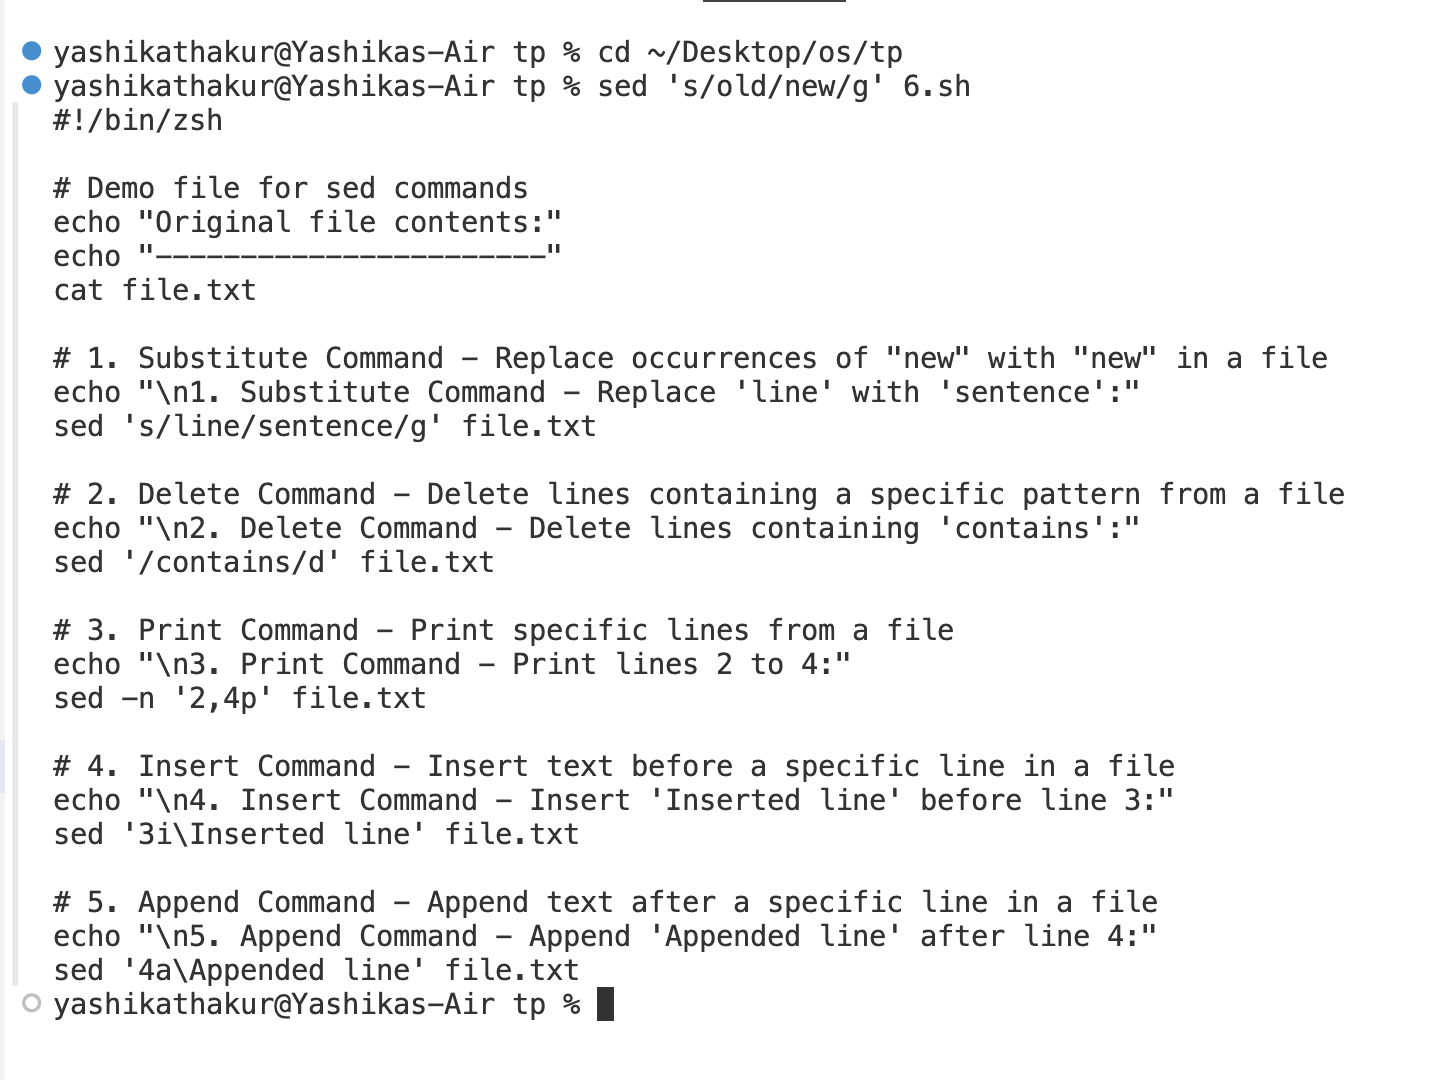 yashikathakur@Yashikas-Air tp % cd ~/Desktop/os/tp
yashikathakur@Yashikas-Air tp % sed 's/old/new/g' 6.sh
#!/bin/zsh

# Demo file for sed commands
echo "Original file contents:"
echo "-----------------------"
cat file.txt

# 1. Substitute Command - Replace occurrences of "new" with "new" in a file
echo "\n1. Substitute Command - Replace 'line' with 'sentence':"
sed 's/line/sentence/g' file.txt

# 2. Delete Command - Delete lines containing a specific pattern from a file
echo "\n2. Delete Command - Delete lines containing 'contains':"
sed '/contains/d' file.txt

# 3. Print Command - Print specific lines from a file
echo "\n3. Print Command - Print lines 2 to 4:"
sed -n '2,4p' file.txt

# 4. Insert Command - Insert text before a specific line in a file
echo "\n4. Insert Command - Insert 'Inserted line' before line 3:"
sed '3i\Inserted line' file.txt

# 5. Append Command - Append text after a specific line in a file
echo "\n5. Append Command - Append 'Appended line' after line 4:"
sed '4a\Appended line' file.txt
yashikathakur@Yashikas-Air tp %